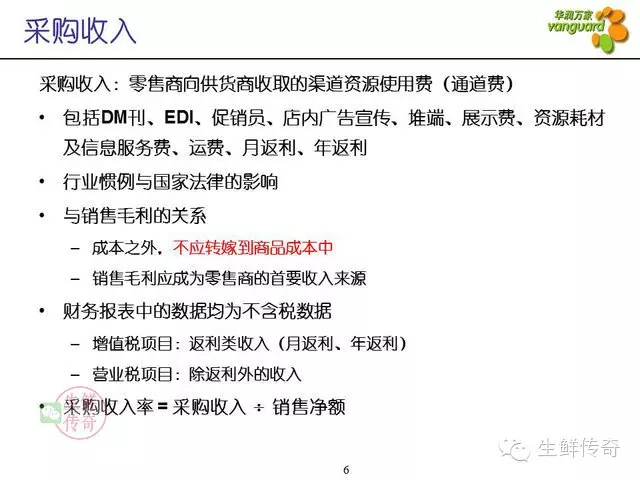 采购收入
华润万家
vanguard
采购收入：零售商向供货商收取的渠道资源使用费（通道费）
• 包括DM刊、EDI、促销员、店内广告宣传、堆端、展示费、资源耗材
及信息服务费、运费、月返利、年返利
• 行业惯例与国家法律的影响
• 与销售毛利的关系
– 成本之外，不应转嫁到商品成本中
– 销售毛利应成为零售商的首要收入来源
• 财务报表中的数据均为不含税数据
– 增值税项目：返利类收入（月返利、年返利）
– 营业税项目：除返利外的收入
• 采购收入率 = 采购收入 ÷ 销售净额
生鲜
传奇
生鲜传奇
6